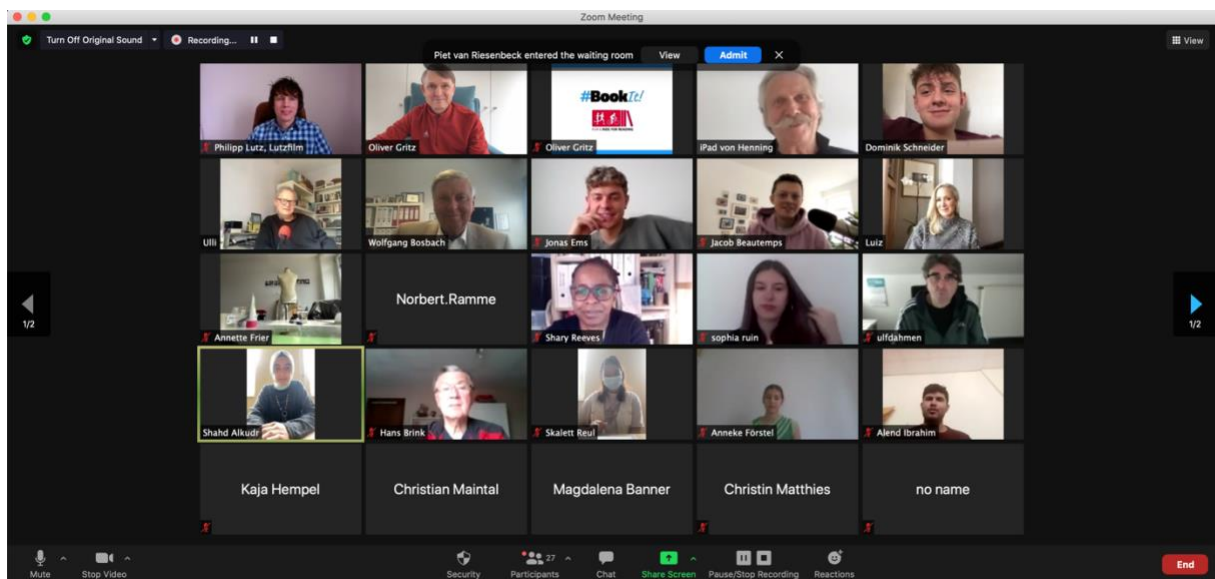 Zoom Meeting
Turn Off Original Sound
Recording...
View
Piet van Riesenbeck entered the waiting room View Admit
Philipp Lutz, Lutzfilm
Oliver Gritz
#BookIt!
Oliver Gritz
iPad von Henning
Dominik Schneider
Ulli
Wolfgang Bosbach
Jonas Ems
Jacob Beautemps
Luiz
Annette Frier
Norbert.Ramme
Shary Reeves
sophia ruin
ulfdahmen
Shahd Alkudr
Hans Brink
Skalett Reul
Anneke Förstel
Alend Ibrahim
Kaja Hempel
Christian Maintal
Magdalena Banner
Christin Matthies
no name
1/2
1/2
Mute
Stop Video
Security
Participants 27
Chat
Share Screen
Pause/Stop Recording
Reactions
End